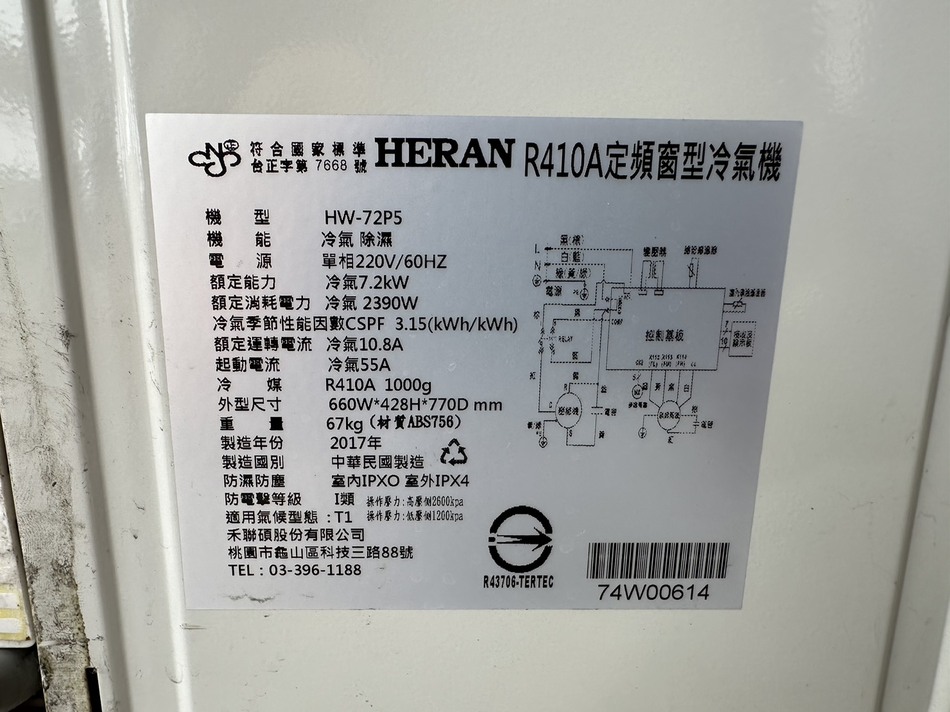 符合國家標準
台正字第 7668 號
HERAN R410A定頻窗型冷氣機
機 型 HW-72P5
機 能 冷氣 除濕
電 源 單相220V/60HZ
額定能力 冷氣7.2kW
額定消耗電力 冷氣 2390W
冷氣季節性能因數CSPF 3.15(kWh/kWh)
額定運轉電流 冷氣10.8A
起動電流 冷氣55A
冷 媒 R410A 1000g
外型尺寸 660W*428H*770D mm
重 量 67kg (材質ABS756)
製造年份 2017年
製造國別 中華民國製造
防濕防塵 室內IPXO 室外IPX4
防電擊等級 I類 操作壓力:高壓側2600kpa
適用氣候型態 : T1 操作壓力:低壓側1200kpa
禾聯碩股份有限公司
桃園市龜山區科技三路88號
TEL : 03-396-1188
L
N
電源
變壓器
控制基板
RELAY
COMP
壓縮機
C
R
S
電容
R43706-TERTEC
74W00614